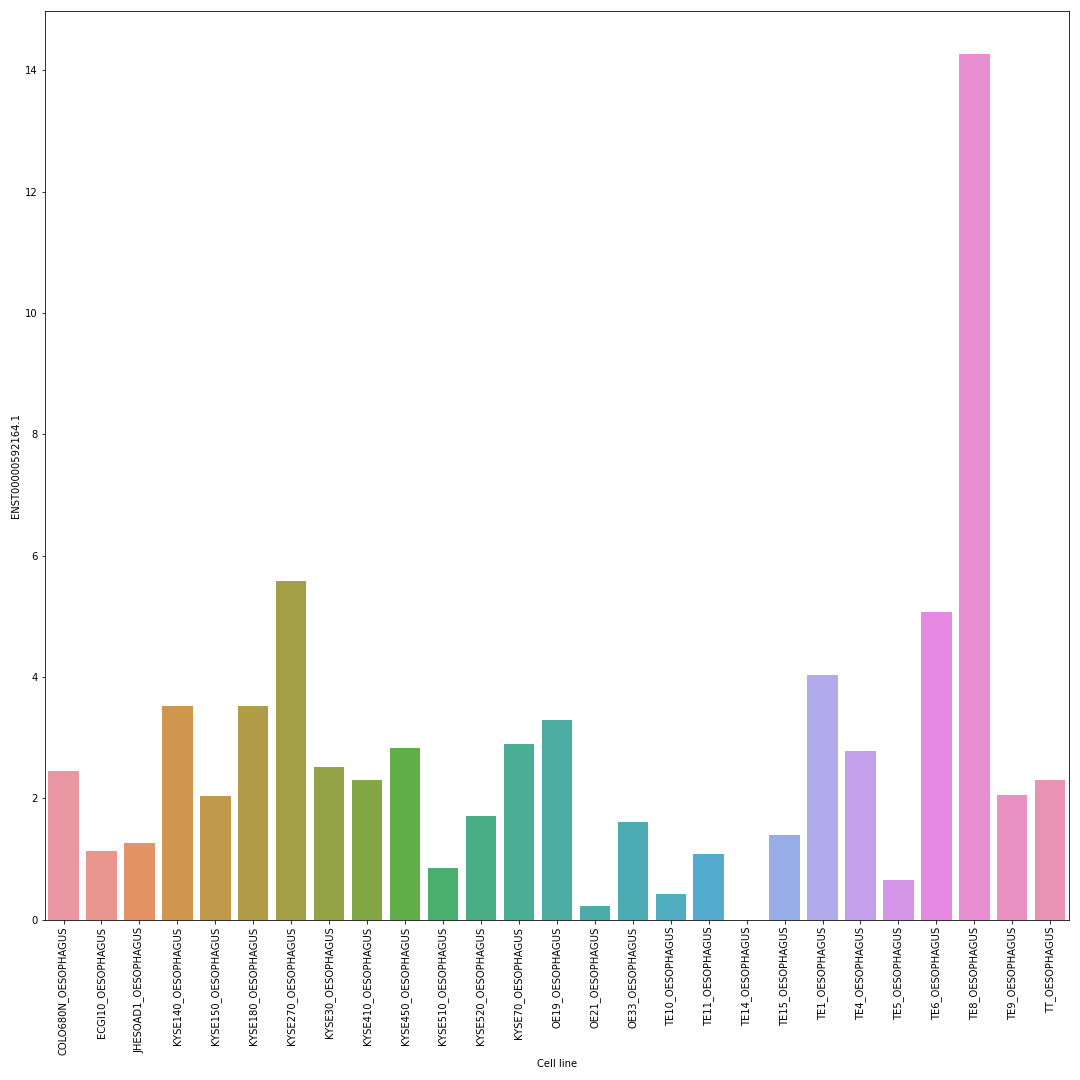 14
12
10
8
6
4
2
0
ENST00000592164.1
COLO680N_OESOPHAGUS
ECGI10_OESOPHAGUS
JHESOAD1_OESOPHAGUS
KYSE140_OESOPHAGUS
KYSE150_OESOPHAGUS
KYSE180_OESOPHAGUS
KYSE270_OESOPHAGUS
KYSE30_OESOPHAGUS
KYSE410_OESOPHAGUS
KYSE450_OESOPHAGUS
KYSE510_OESOPHAGUS
KYSE520_OESOPHAGUS
KYSE70_OESOPHAGUS
OE19_OESOPHAGUS
OE21_OESOPHAGUS
OE33_OESOPHAGUS
TE10_OESOPHAGUS
TE11_OESOPHAGUS
TE14_OESOPHAGUS
TE15_OESOPHAGUS
TE1_OESOPHAGUS
TE4_OESOPHAGUS
TE5_OESOPHAGUS
TE6_OESOPHAGUS
TE8_OESOPHAGUS
TE9_OESOPHAGUS
TT_OESOPHAGUS
Cell line